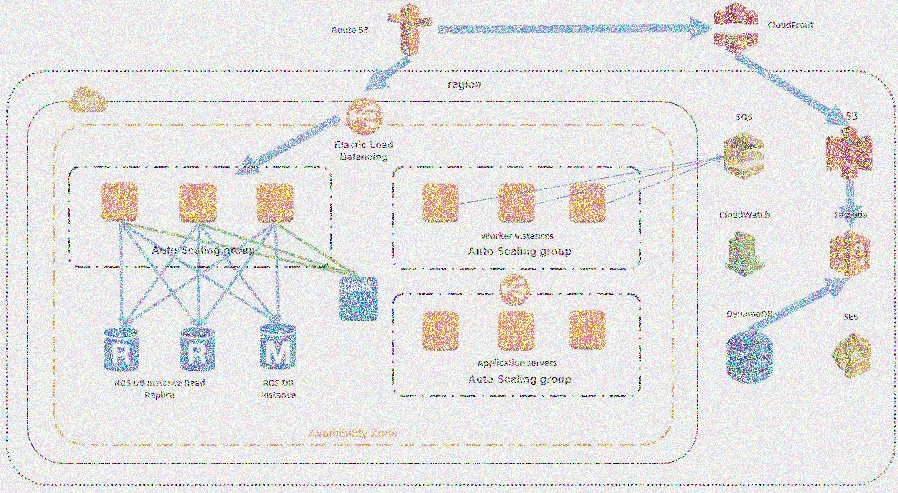 Route 53
CloudFront
region
Elastic Load
Balancing
SQS
S3
Worker Instances
Auto Scaling group
Auto Scaling group
CloudWatch
Lambda
DynamoDB
SES
Application servers
Auto Scaling group
R
R
M
RDS DB Instance Read
Replica
RDS DB
Instance
Availability Zone